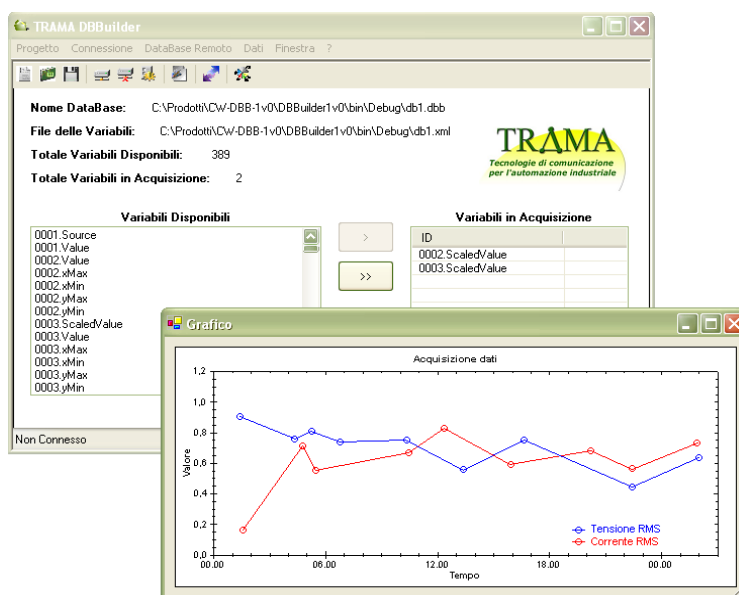 TRAMA DBBuilder
Progetto Connessione DataBase Remoto Dati Finestra ?
Nome DataBase: C:\Prodotti\CW-DBB-1v0\DBBuilder1v0\bin\Debug\db1.dbb
File delle Variabili: C:\Prodotti\CW-DBB-1v0\DBBuilder1v0\bin\Debug\db1.xml
Totale Variabili Disponibili: 389
Totale Variabili in Acquisizione: 2
TRAMA
Tecnologie di comunicazione
per l'automazione industriale
Variabili Disponibili
0001.Source
0001.Value
0002.Value
0002.xMax
0002.xMin
0002.yMax
0002.yMin
0003.ScaledValue
0003.Value
0003.xMax
0003.xMin
0003.yMax
0003.yMin
>
>>
Variabili in Acquisizione
ID
0002.ScaledValue
0003.ScaledValue
Non Connesso
Grafico
Acquisizione dati
1,2
1,0
0,8
0,6
0,4
0,2
0,0
Valore
00.00 06.00 12.00 18.00 00.00
Tempo
Tensione RMS
Corrente RMS